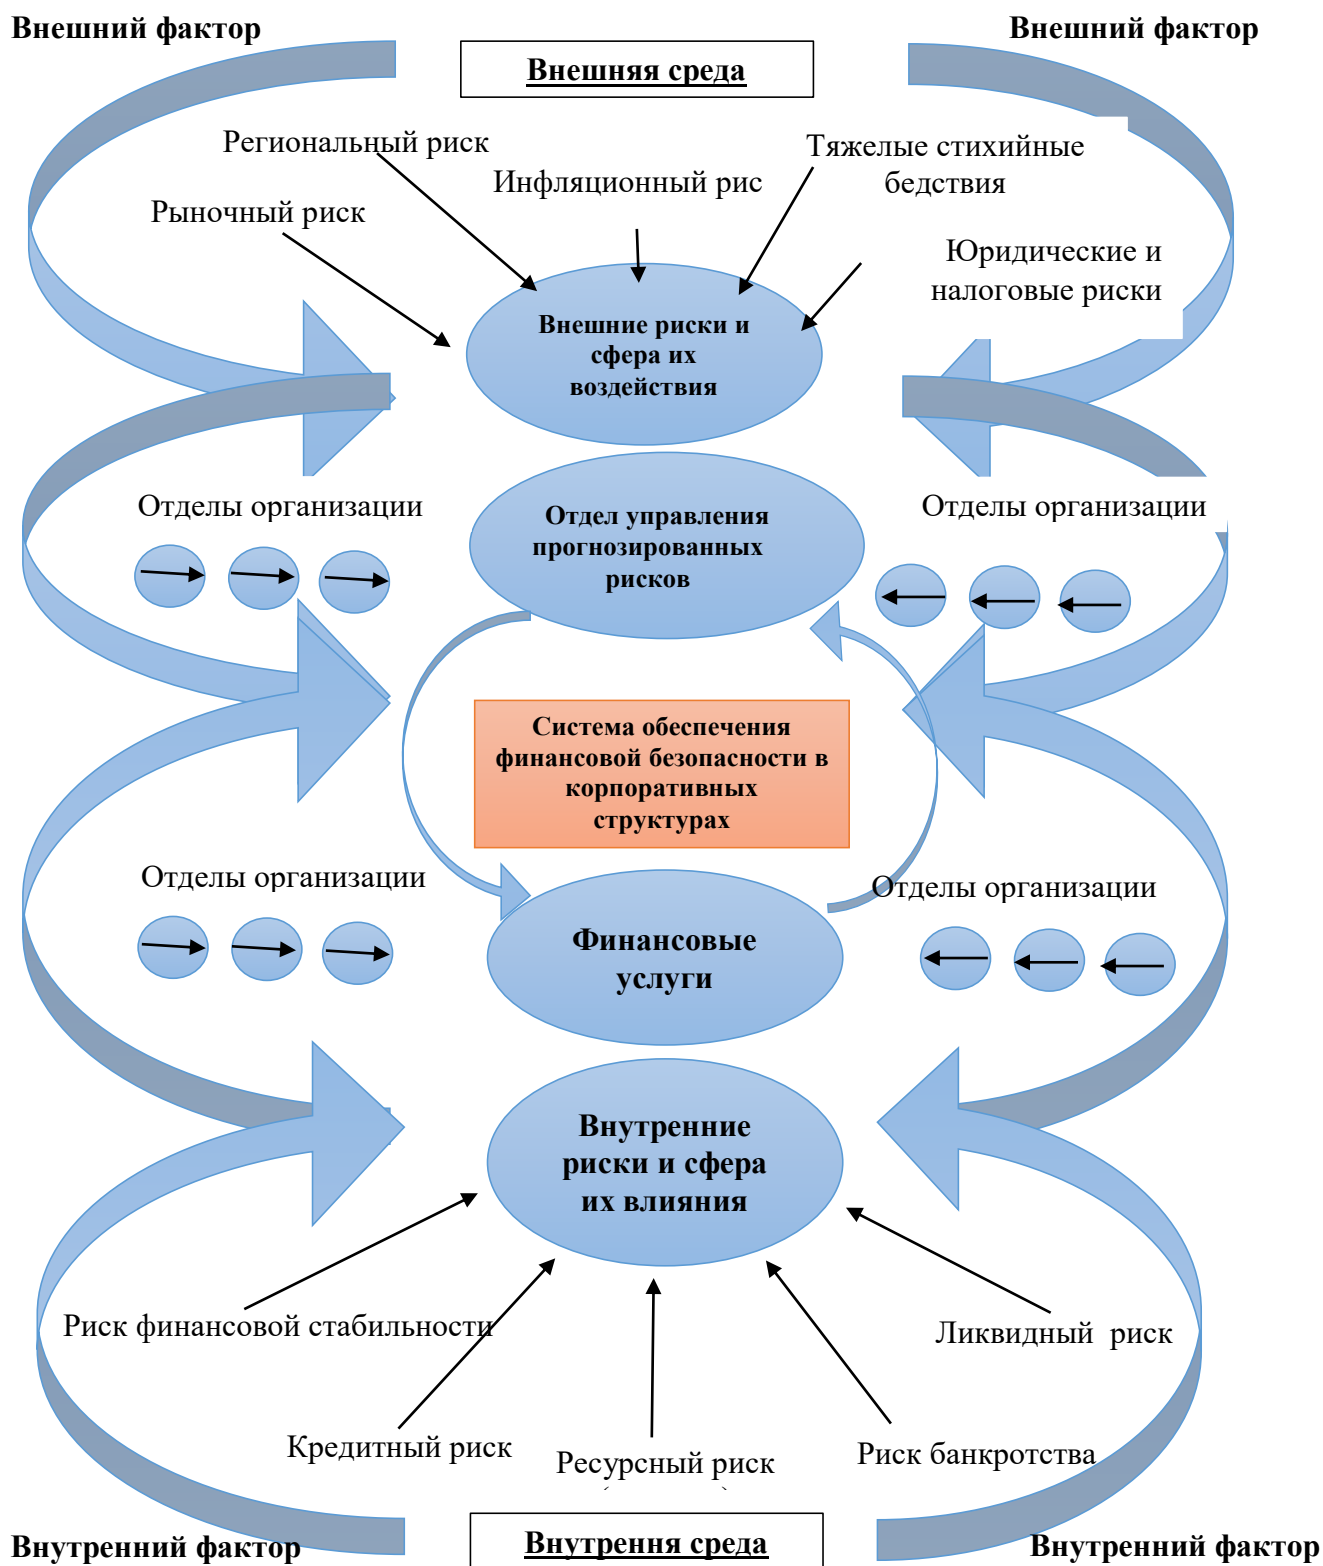 Внешний фактор
Внешний фактор
Внешняя среда
Региональный риск
Тяжелые стихийные
бедствия
Инфляционный рис
Рыночный риск
Юридические и
налоговые риски
Внешние риски и
сфера их
воздействия
Отделы организации
Отдел управления
прогнозированных
рисков
Отделы организации
Система обеспечения
финансовой безопасности в
корпоративных
структурах
Отделы организации
Отделы организации
Финансовые
услуги
Внутренние
риски и сфера
их влияния
Риск финансовой стабильности
Ликвидный риск
Кредитный риск
Ресурсный риск
Риск банкротства
Внутренний фактор
Внутрення среда
Внутренний фактор